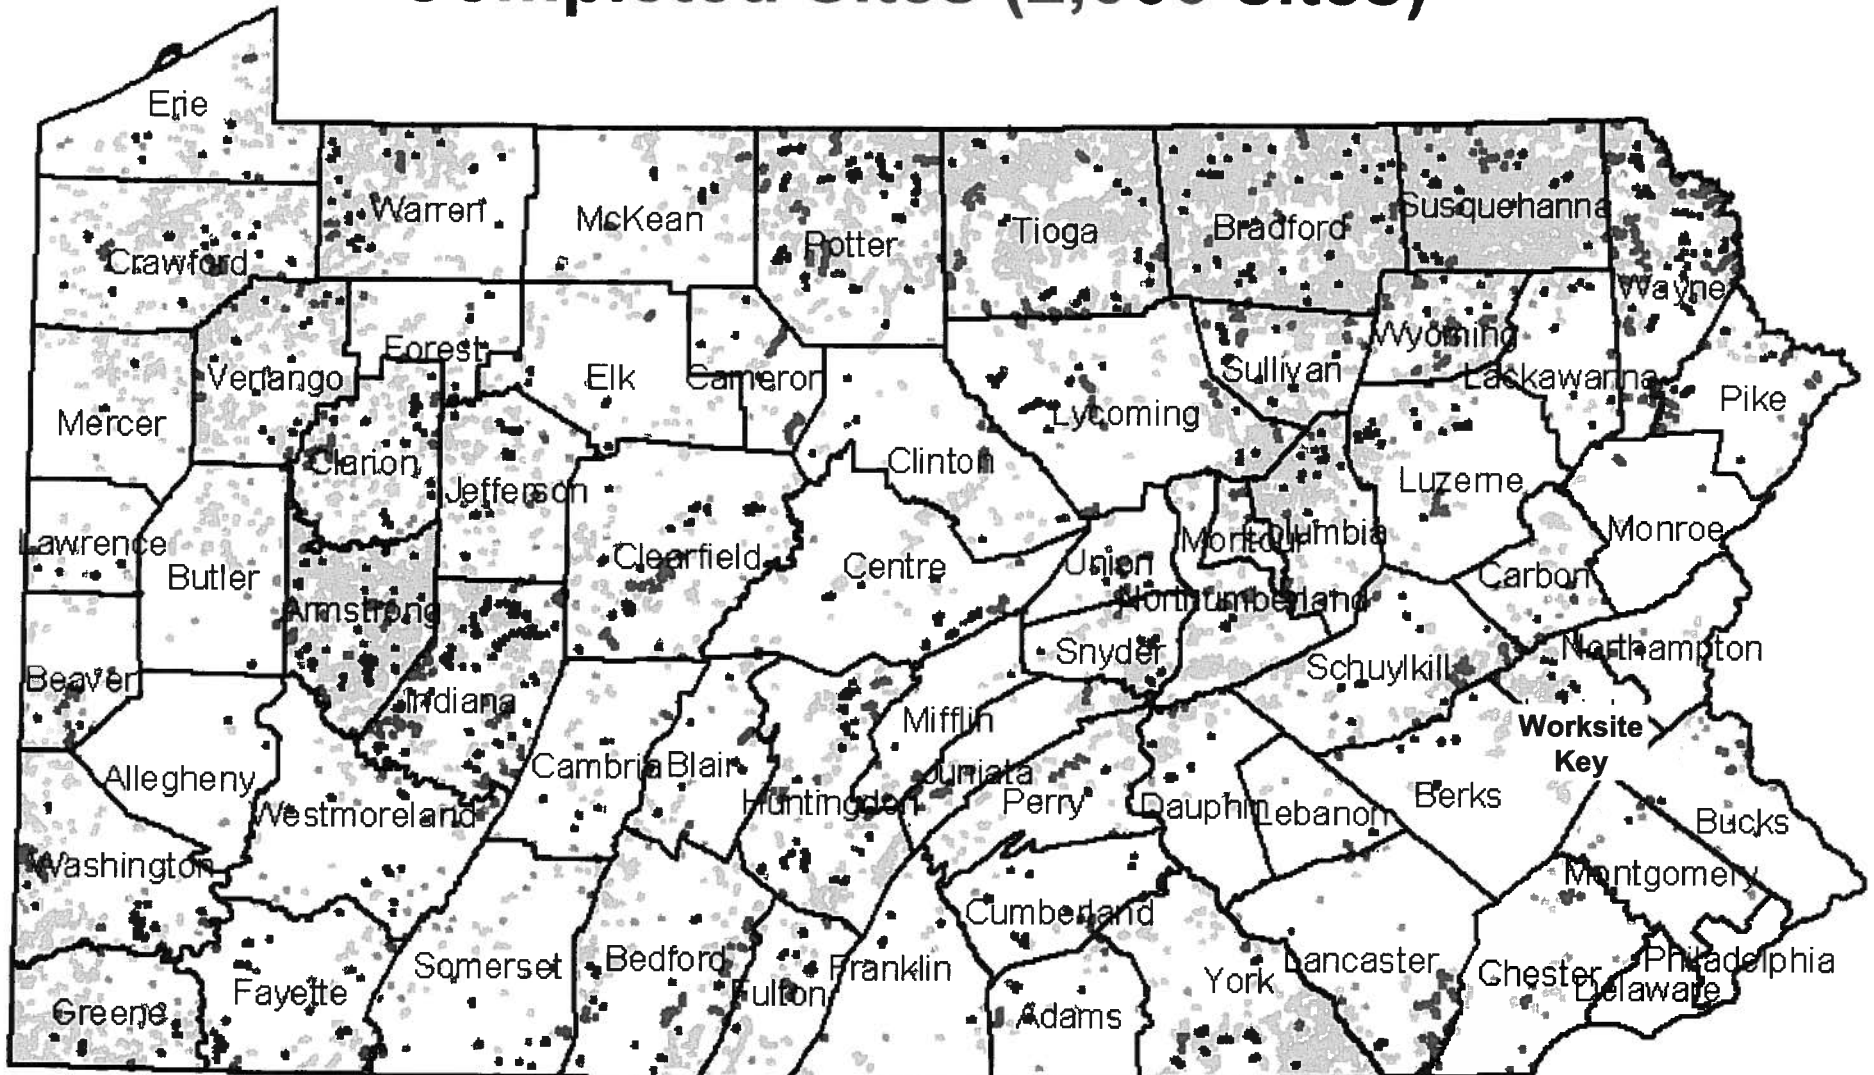 Completed Sites
Erie
Warren
McKean
Potter
Tioga
Bradford
Susquehanna
Wayne
Crawford
Forest
Venango
Elk
Cameron
Wyoming
Sullivan
Lackawanna
Pike
Mercer
Clarion
Jefferson
Clinton
Lycoming
Luzerne
Monroe
Lawrence
Butler
Clearfield
Centre
Union
Montour
Columbia
Carbon
Armstrong
Northumberland
Snyder
Schuylkill
Northampton
Beaver
Indiana
Mifflin
Worksite
Key
Allegheny
Cambria
Blair
Juniata
Perry
Huntingdon
Westmoreland
Dauphin
Lebanon
Berks
Bucks
Washington
Montgomery
Cumberland
Somerset
Bedford
Fulton
Franklin
York
Lancaster
Chester
Philadelphia
Delaware
Greene
Fayette
Adams